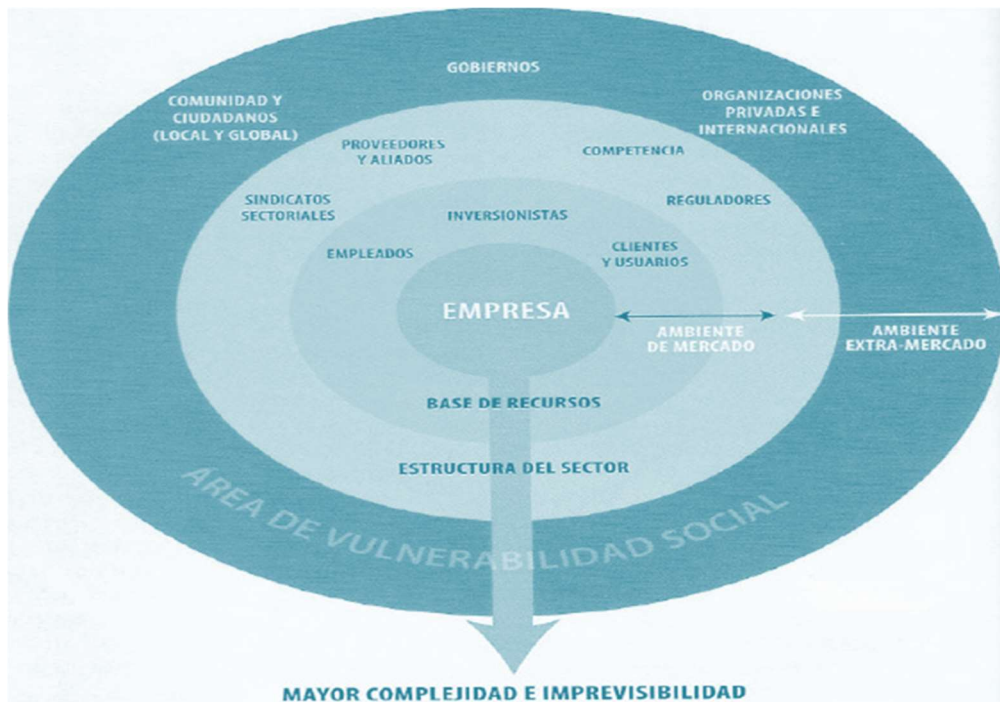 GOBIERNOS
COMUNIDAD Y
CIUDADANOS
(LOCAL Y GLOBAL)
ORGANIZACIONES
PRIVADAS E
INTERNACIONALES
PROVEEDORES
Y ALIADOS
COMPETENCIA
SINDICATOS
SECTORIALES
INVERSIONISTAS
REGULADORES
EMPLEADOS
CLIENTES
Y USUARIOS
EMPRESA
AMBIENTE
DE MERCADO
AMBIENTE
EXTRA-MERCADO
BASE DE RECURSOS
ESTRUCTURA DEL SECTOR
ÁREA DE VULNERABILIDAD SOCIAL
MAYOR COMPLEJIDAD E IMPREVISIBILIDAD